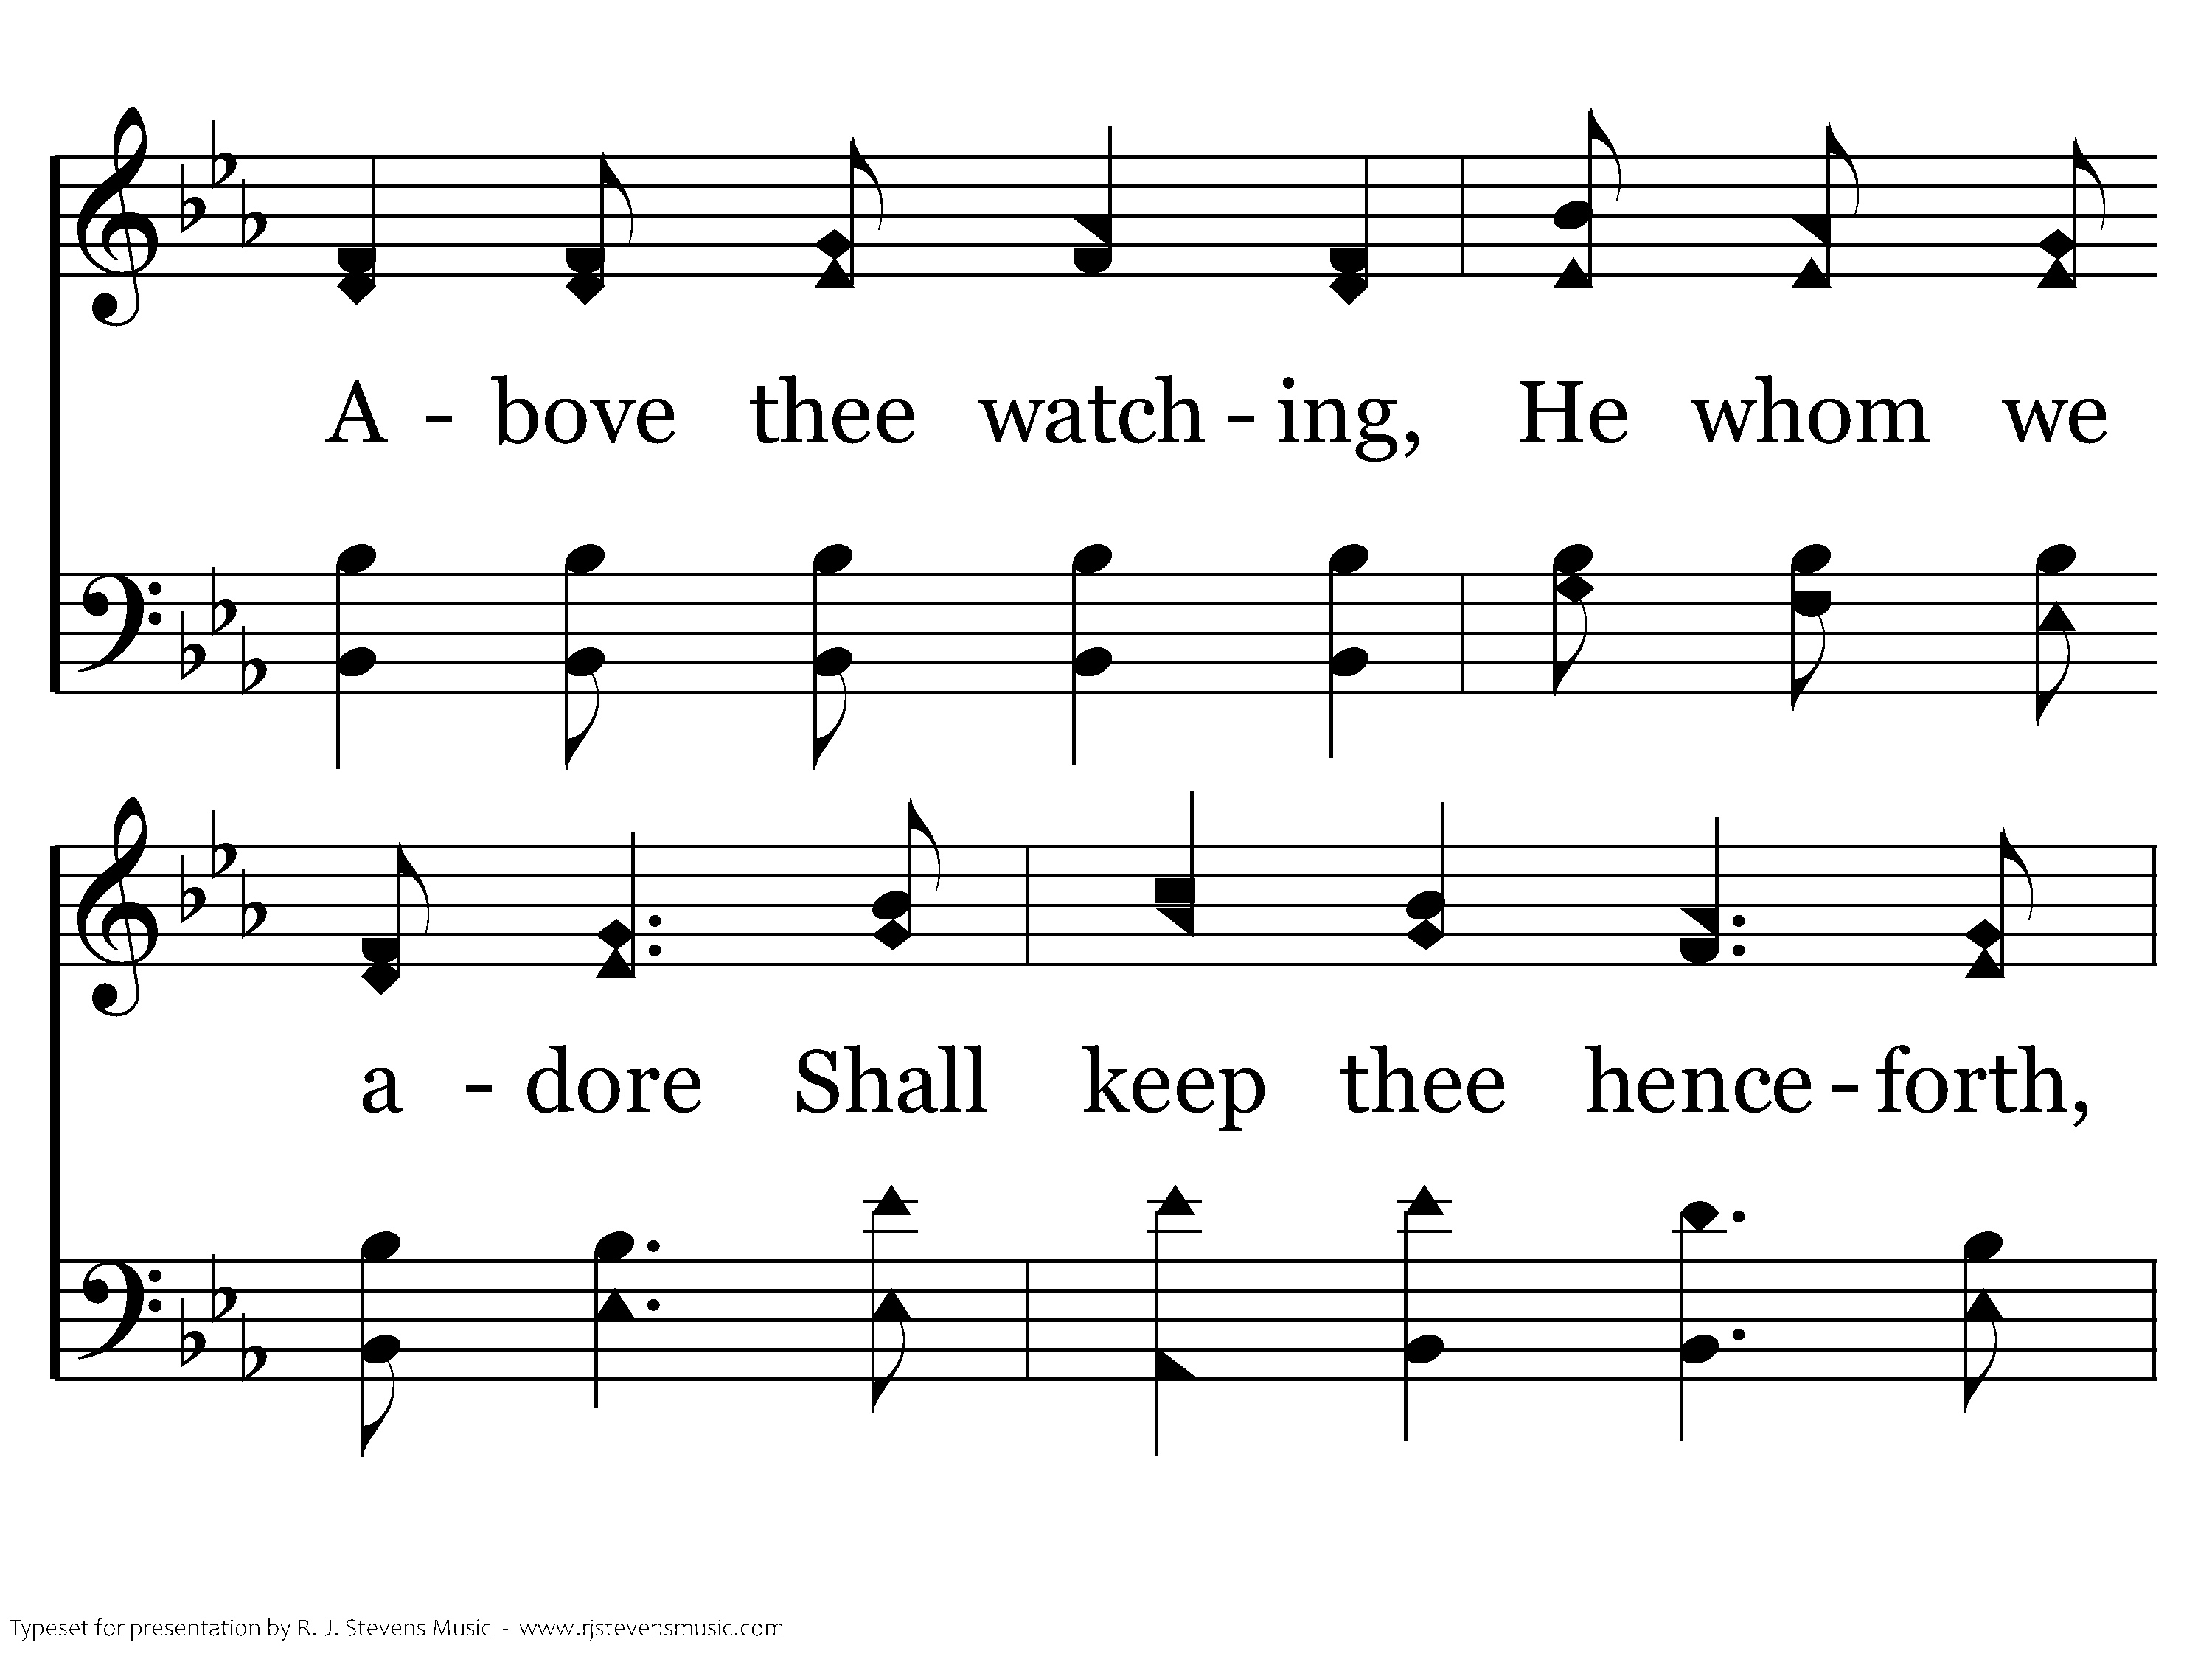 A - bove thee watch - ing, He whom we
a - dore Shall keep thee hence - forth,
Typeset for presentation by R. J. Stevens Music - www.rjstevensmusic.com